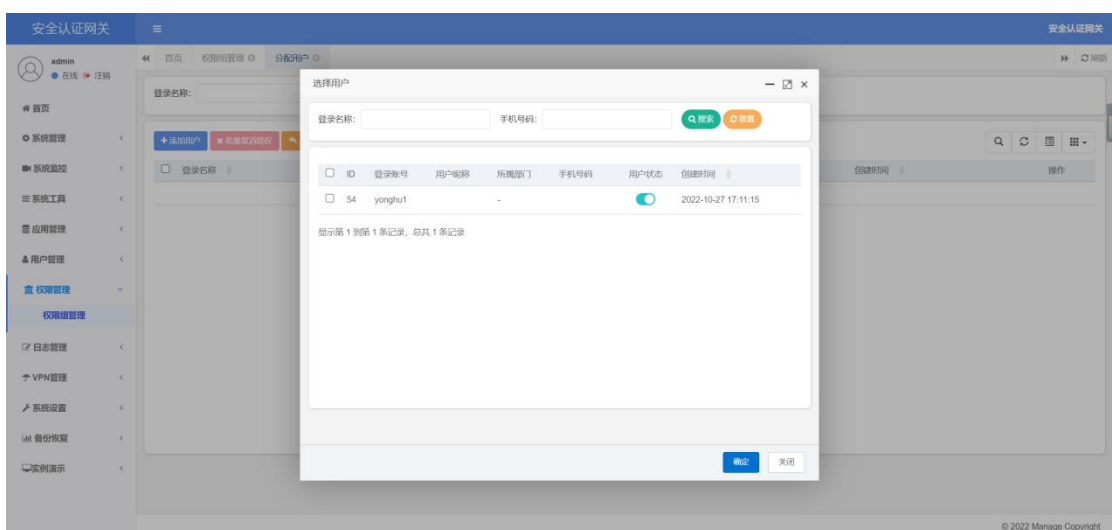 安全认证网关
安全认证网关
admin
在线 注销
首页 权限组管理 分配用户
刷新
首页
系统管理
系统监控
系统工具
应用管理
用户管理
权限管理
权限组管理
日志管理
VPN管理
系统设置
备份恢复
实例演示
登录名称:
添加用户 批量取消授权
登录名称 创建时间 操作
选择用户
登录名称: 手机号码: 搜索 重置
ID 登录账号 用户昵称 所属部门 手机号码 用户状态 创建时间
54 yonghu1 - 2022-10-27 17:11:15
显示第 1 到第 1 条记录，总共 1 条记录
确定 关闭
© 2022 Manage Copyright